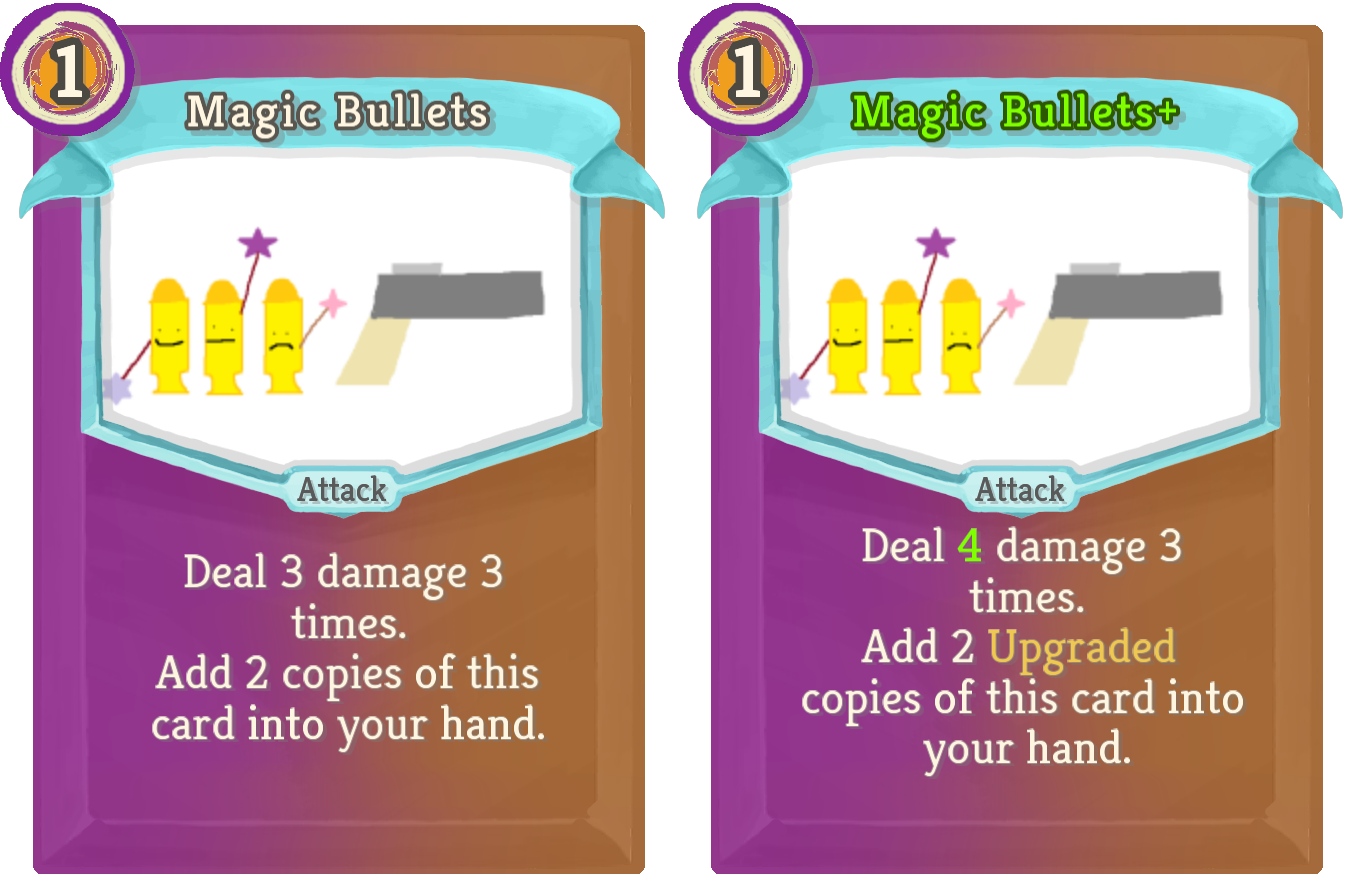 1
Magic Bullets
Attack
Deal 3 damage 3
times.
Add 2 copies of this
card into your hand.
1
Magic Bullets+
Attack
Deal 4 damage 3
times.
Add 2 Upgraded
copies of this card into
your hand.